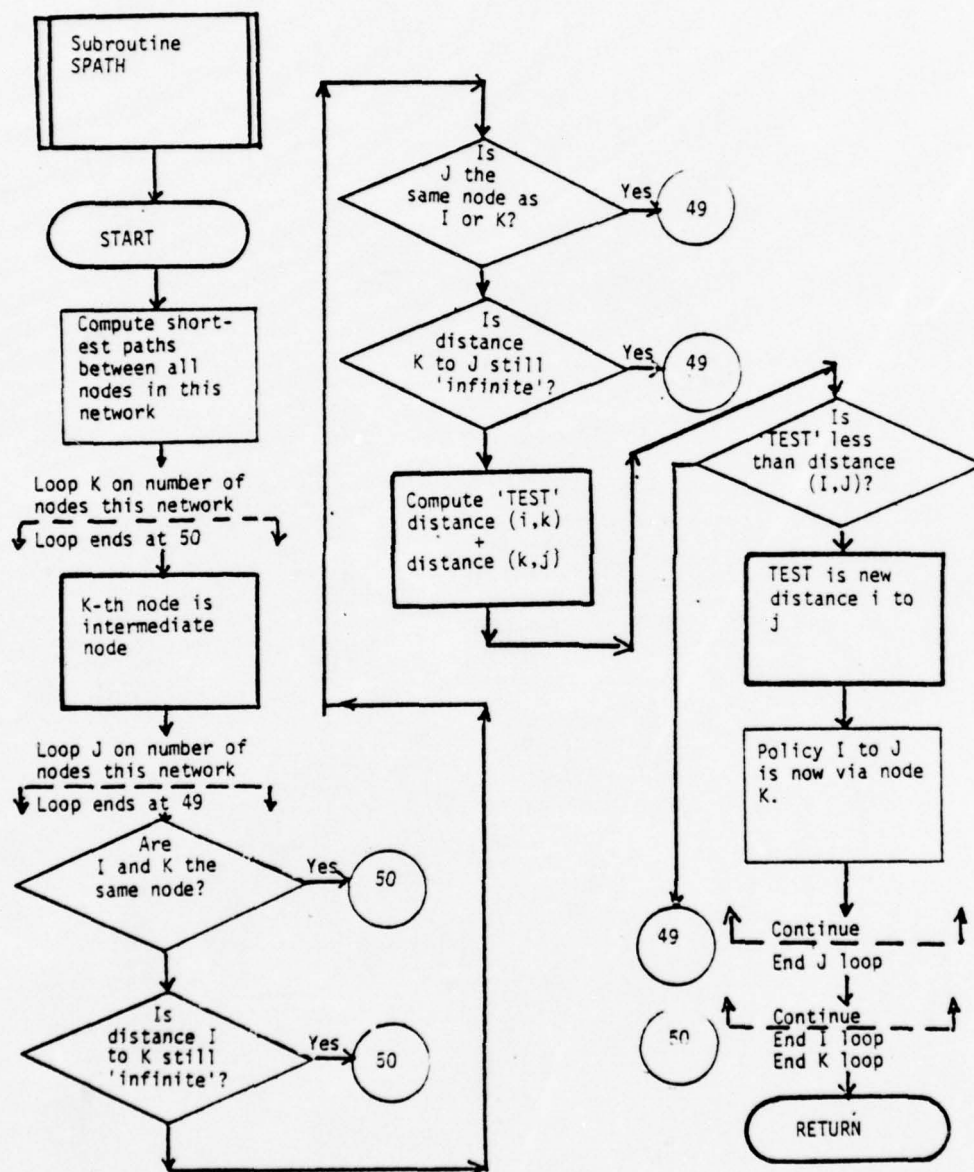 Subroutine
SPATH
START
Compute short-
est paths
between all
nodes in this
network
Loop K on number of
nodes this network
Loop ends at 50
K-th node is
intermediate
node
Loop J on number of
nodes this network
Loop ends at 49
Are
I and K the
same node?
Yes
50
Is
distance I
to K still
'infinite'?
Yes
50
Is
J the
same node as
I or K?
Yes
49
Is
distance
K to J still
'infinite'?
Yes
49
Compute 'TEST'
distance (i,k)
+
distance (k,j)
Is
'TEST' less
than distance
(I,J)?
TEST is new
distance i to
j
Policy I to J
is now via node
K.
49
Continue
End J loop
50
Continue
End I loop
End K loop
RETURN